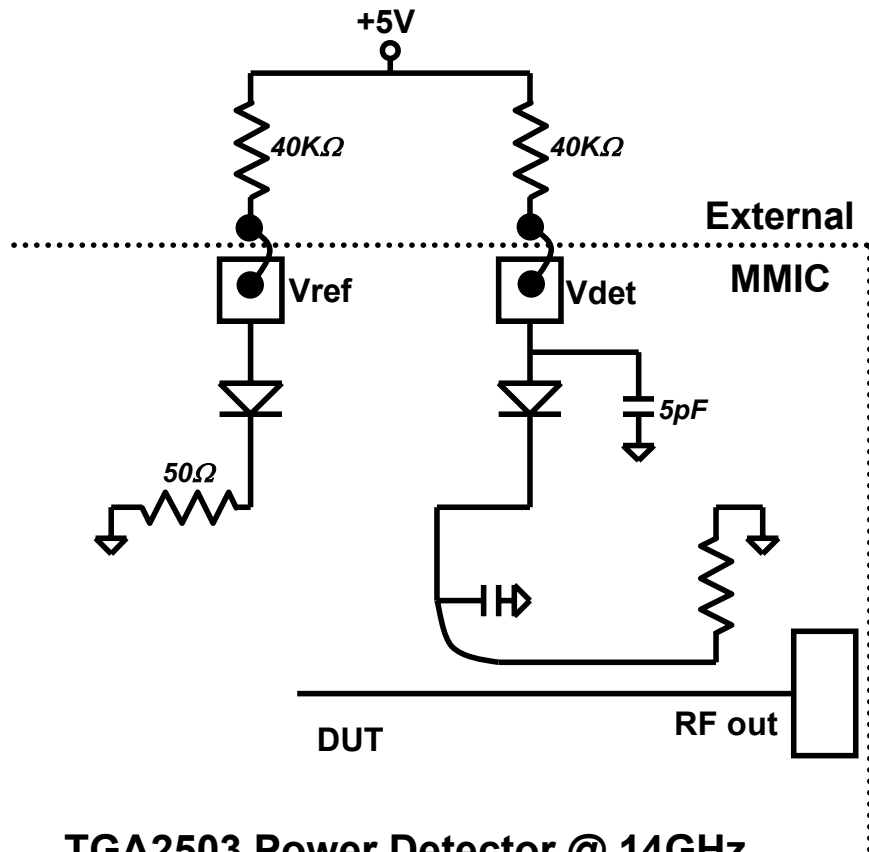 +5V
40KΩ
40KΩ
External
MMIC
Vref
Vdet
5pF
50Ω
RF out
DUT
TGA2503 Power Detector @ 14GHz